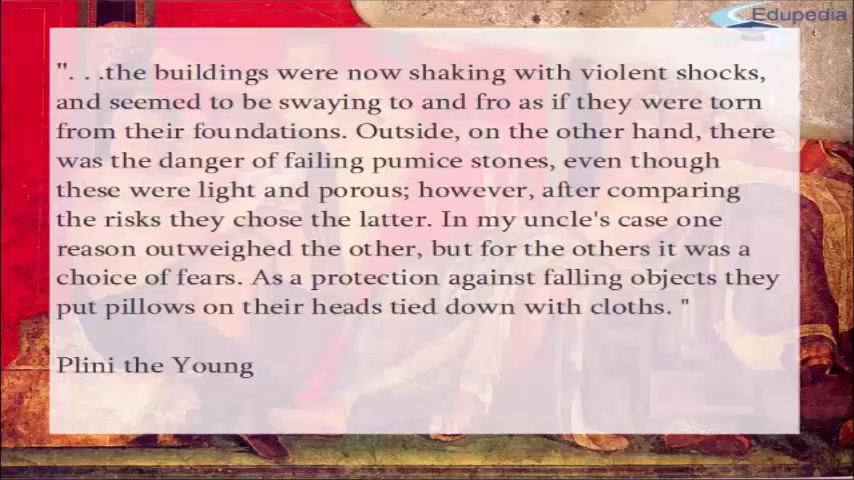 Edupedia
". . .the buildings were now shaking with violent shocks,
and seemed to be swaying to and fro as if they were torn
from their foundations. Outside, on the other hand, there
was the danger of failing pumice stones, even though
these were light and porous; however, after comparing
the risks they chose the latter. In my uncle's case one
reason outweighed the other, but for the others it was a
choice of fears. As a protection against falling objects they
put pillows on their heads tied down with cloths. "
Plini the Young